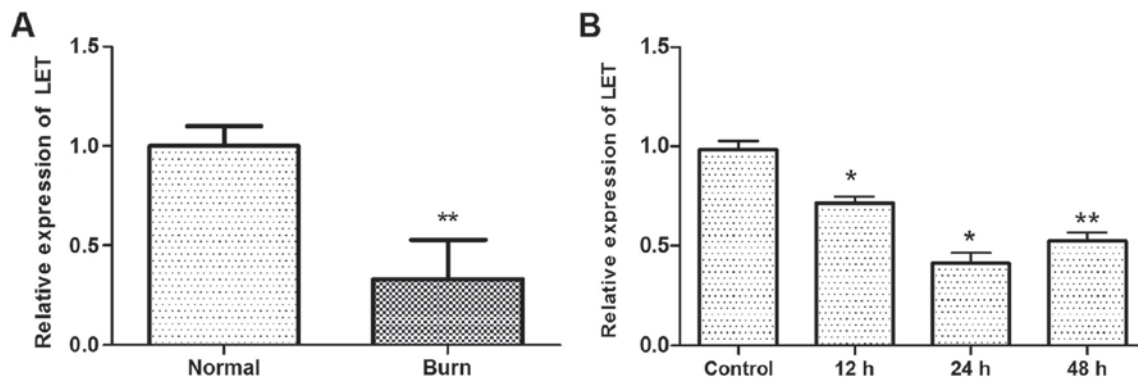 A
Relative expression of LET
1.5
1.0
0.5
0.0
**
Normal
Burn
B
Relative expression of LET
1.5
1.0
0.5
0.0
*
*
**
Control
12 h
24 h
48 h